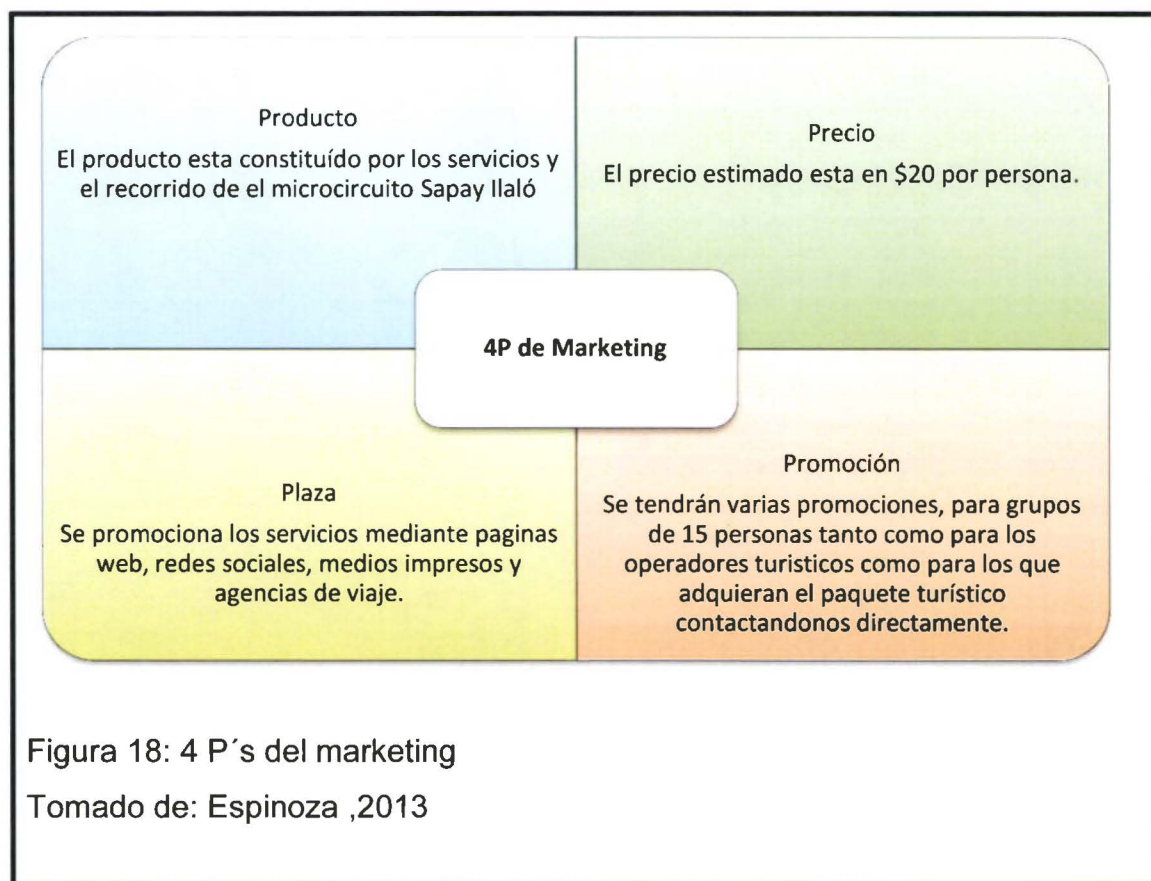 Producto
El producto esta constituído por los servicios y
el recorrido de el microcircuito Sapay Ilaló
Precio
El precio estimado esta en $20 por persona.
4P de Marketing
Plaza
Se promociona los servicios mediante paginas
web, redes sociales, medios impresos y
agencias de viaje.
Promoción
Se tendrán varias promociones, para grupos
de 15 personas tanto como para los
operadores turisticos como para los que
adquieran el paquete turístico
contactandonos directamente.
Figura 18: 4 P´s del marketing
Tomado de: Espinoza ,2013